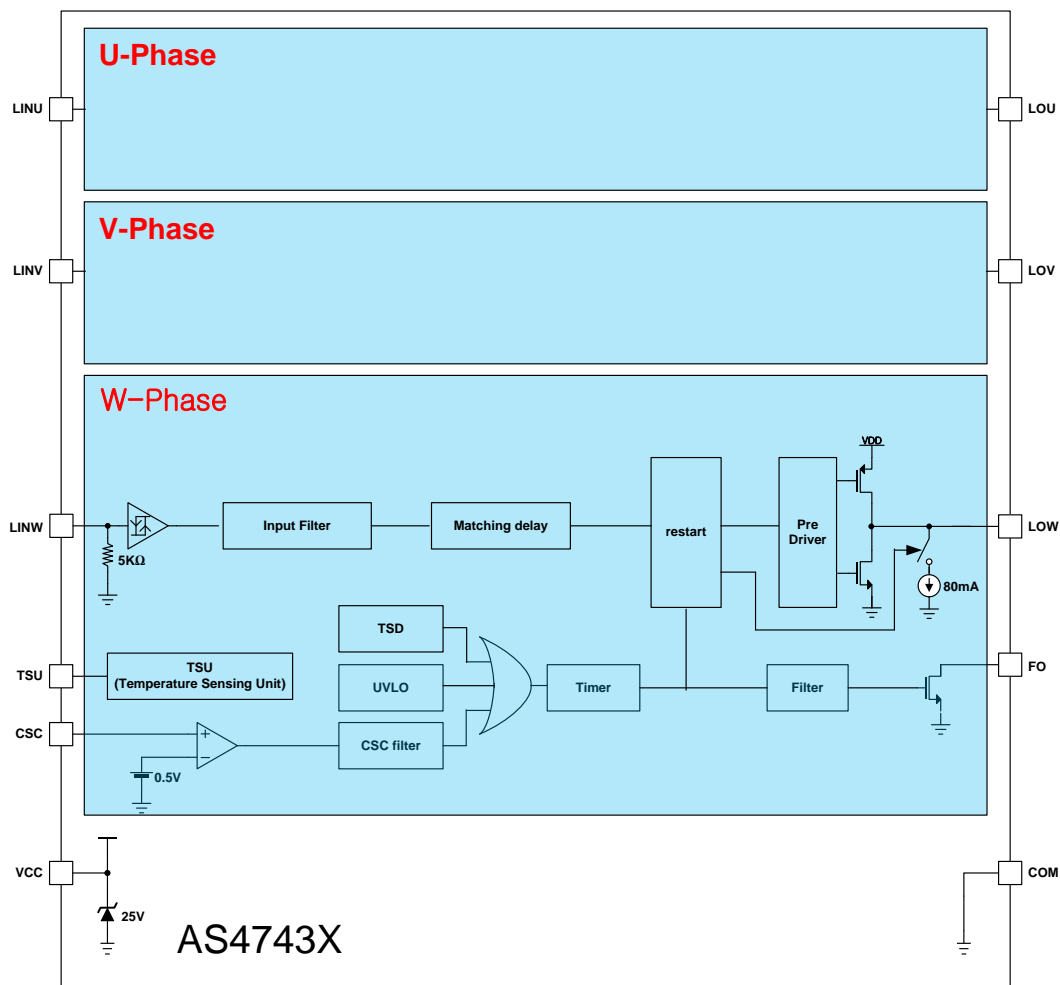 U-Phase
LINU
LOU
V-Phase
LINV
LOV
W-Phase
VDD
LINW
Input Filter
Matching delay
restart
Pre
Driver
LOW
5KΩ
80mA
TSD
TSU
TSU
(Temperature Sensing Unit)
UVLO
Timer
Filter
FO
CSC
+
−
CSC filter
0.5V
VCC
COM
25V
AS4743X